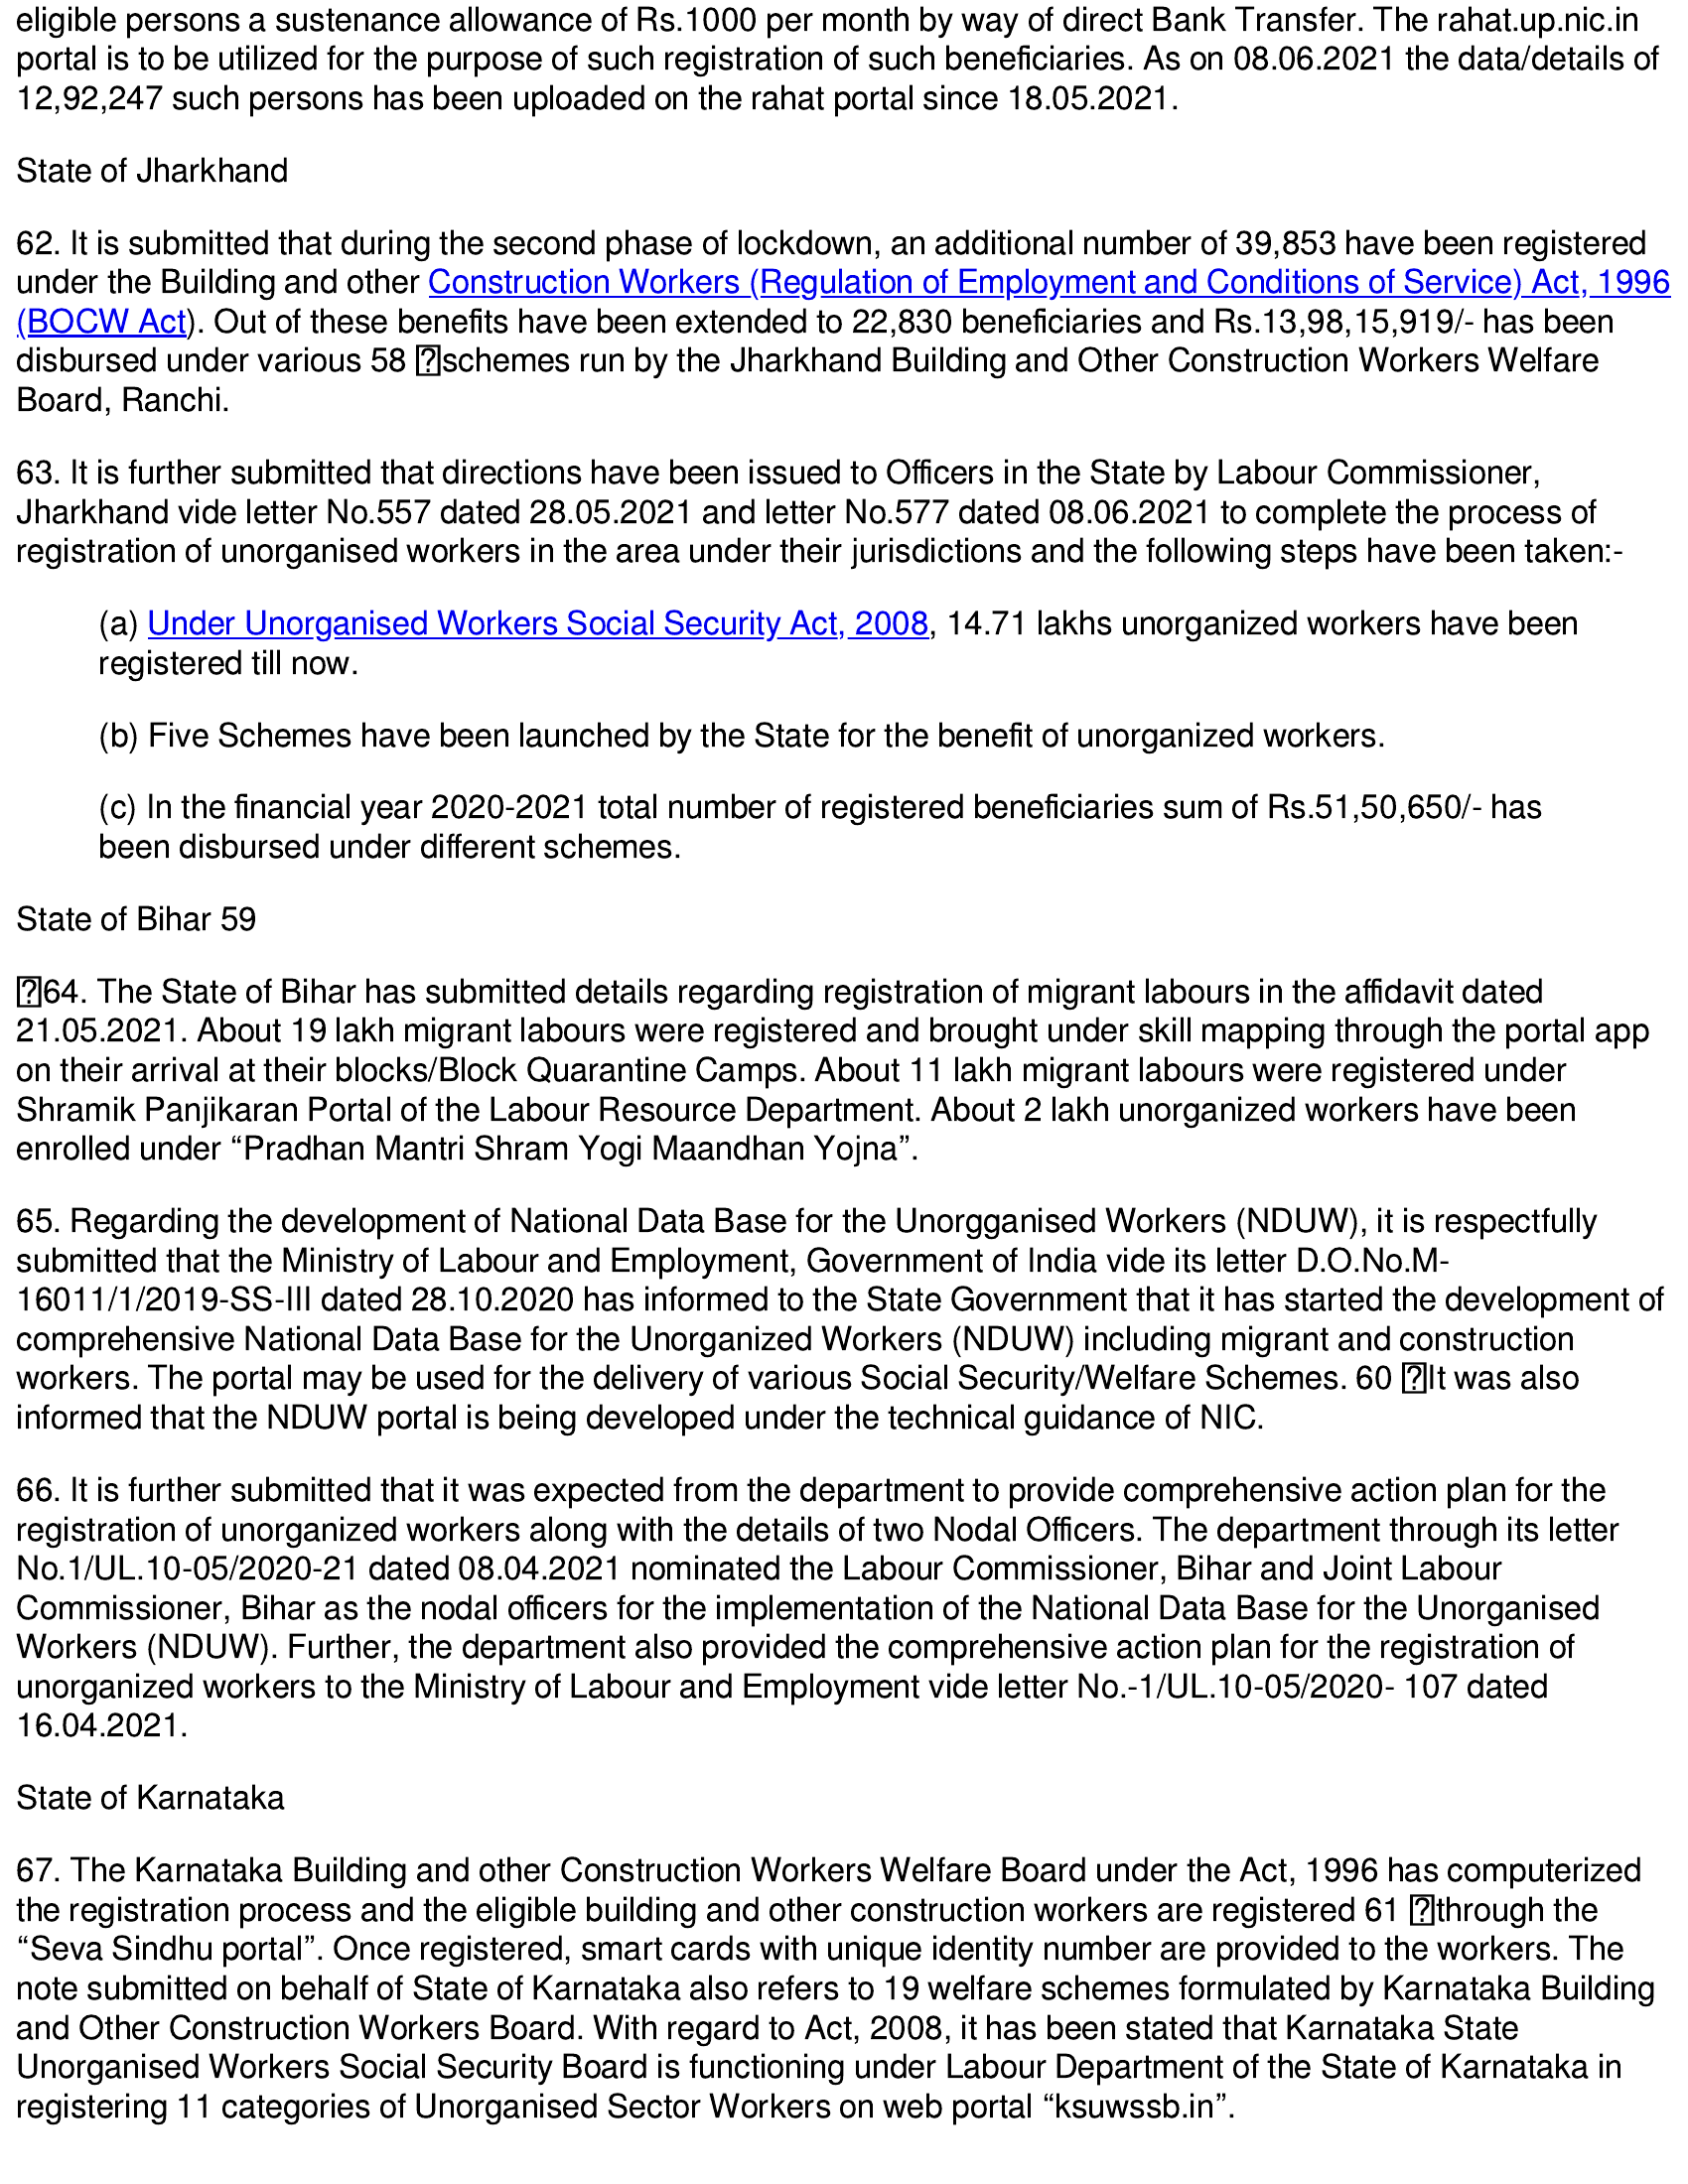 eligible persons a sustenance allowance of Rs.1000 per month by way of direct Bank Transfer. The rahat.up.nic.in
portal is to be utilized for the purpose of such registration of such beneficiaries. As on 08.06.2021 the data/details of
12,92,247 such persons has been uploaded on the rahat portal since 18.05.2021.
State of Jharkhand
62. It is submitted that during the second phase of lockdown, an additional number of 39,853 have been registered
under the Building and other Construction Workers (Regulation of Employment and Conditions of Service) Act, 1996
(BOCW Act). Out of these benefits have been extended to 22,830 beneficiaries and Rs.13,98,15,919/- has been
disbursed under various 58 �schemes run by the Jharkhand Building and Other Construction Workers Welfare
Board, Ranchi.
63. It is further submitted that directions have been issued to Officers in the State by Labour Commissioner,
Jharkhand vide letter No.557 dated 28.05.2021 and letter No.577 dated 08.06.2021 to complete the process of
registration of unorganised workers in the area under their jurisdictions and the following steps have been taken:-
(a) Under Unorganised Workers Social Security Act, 2008, 14.71 lakhs unorganized workers have been
registered till now.
(b) Five Schemes have been launched by the State for the benefit of unorganized workers.
(c) In the financial year 2020-2021 total number of registered beneficiaries sum of Rs.51,50,650/- has
been disbursed under different schemes.
State of Bihar 59
�64. The State of Bihar has submitted details regarding registration of migrant labours in the affidavit dated
21.05.2021. About 19 lakh migrant labours were registered and brought under skill mapping through the portal app
on their arrival at their blocks/Block Quarantine Camps. About 11 lakh migrant labours were registered under
Shramik Panjikaran Portal of the Labour Resource Department. About 2 lakh unorganized workers have been
enrolled under “Pradhan Mantri Shram Yogi Maandhan Yojna”.
65. Regarding the development of National Data Base for the Unorgganised Workers (NDUW), it is respectfully
submitted that the Ministry of Labour and Employment, Government of India vide its letter D.O.No.M-
16011/1/2019-SS-III dated 28.10.2020 has informed to the State Government that it has started the development of
comprehensive National Data Base for the Unorganized Workers (NDUW) including migrant and construction
workers. The portal may be used for the delivery of various Social Security/Welfare Schemes. 60 �It was also
informed that the NDUW portal is being developed under the technical guidance of NIC.
66. It is further submitted that it was expected from the department to provide comprehensive action plan for the
registration of unorganized workers along with the details of two Nodal Officers. The department through its letter
No.1/UL.10-05/2020-21 dated 08.04.2021 nominated the Labour Commissioner, Bihar and Joint Labour
Commissioner, Bihar as the nodal officers for the implementation of the National Data Base for the Unorganised
Workers (NDUW). Further, the department also provided the comprehensive action plan for the registration of
unorganized workers to the Ministry of Labour and Employment vide letter No.-1/UL.10-05/2020- 107 dated
16.04.2021.
State of Karnataka
67. The Karnataka Building and other Construction Workers Welfare Board under the Act, 1996 has computerized
the registration process and the eligible building and other construction workers are registered 61 �through the
“Seva Sindhu portal”. Once registered, smart cards with unique identity number are provided to the workers. The
note submitted on behalf of State of Karnataka also refers to 19 welfare schemes formulated by Karnataka Building
and Other Construction Workers Board. With regard to Act, 2008, it has been stated that Karnataka State
Unorganised Workers Social Security Board is functioning under Labour Department of the State of Karnataka in
registering 11 categories of Unorganised Sector Workers on web portal “ksuwssb.in”.